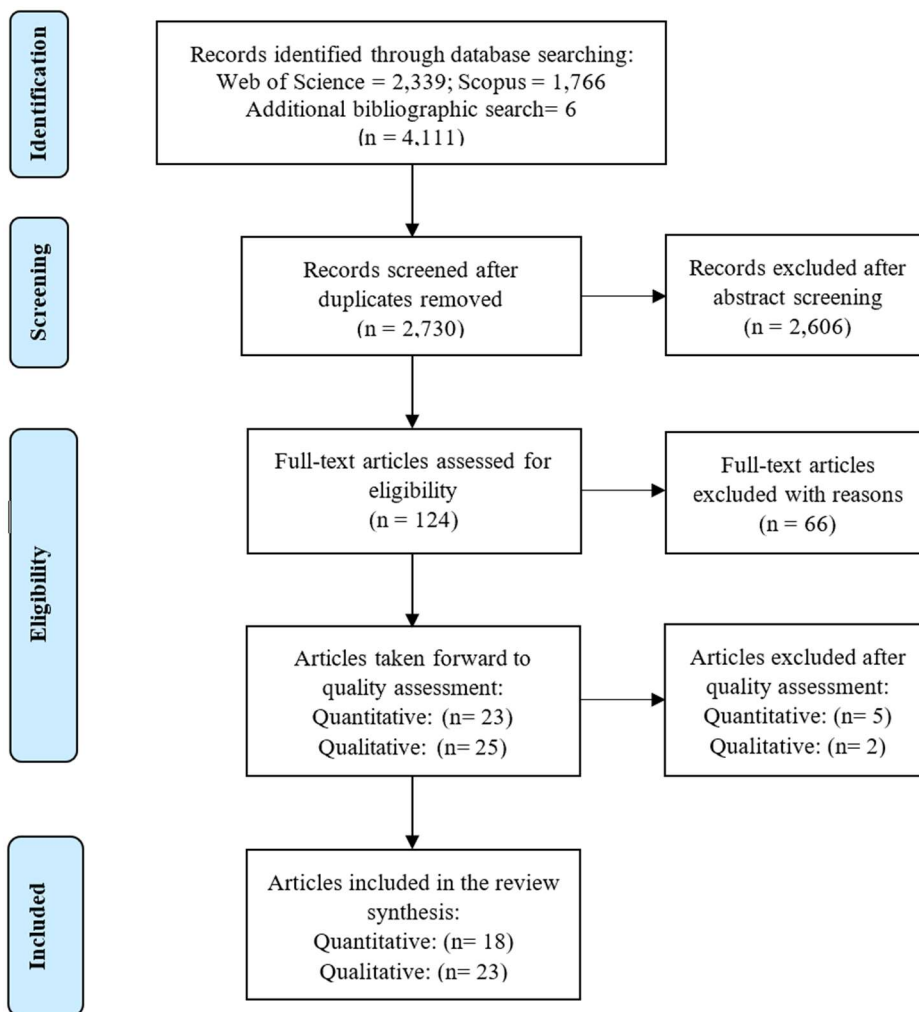 Identification
Records identified through database searching:
Web of Science = 2,339; Scopus = 1,766
Additional bibliographic search= 6
(n = 4,111)
Screening
Records screened after
duplicates removed
(n = 2,730)
Records excluded after
abstract screening
(n = 2,606)
Eligibility
Full-text articles assessed for
eligibility
(n = 124)
Full-text articles
excluded with reasons
(n = 66)
Articles taken forward to
quality assessment:
Quantitative: (n= 23)
Qualitative: (n= 25)
Articles excluded after
quality assessment:
Quantitative: (n= 5)
Qualitative: (n= 2)
Included
Articles included in the review
synthesis:
Quantitative: (n= 18)
Qualitative: (n= 23)